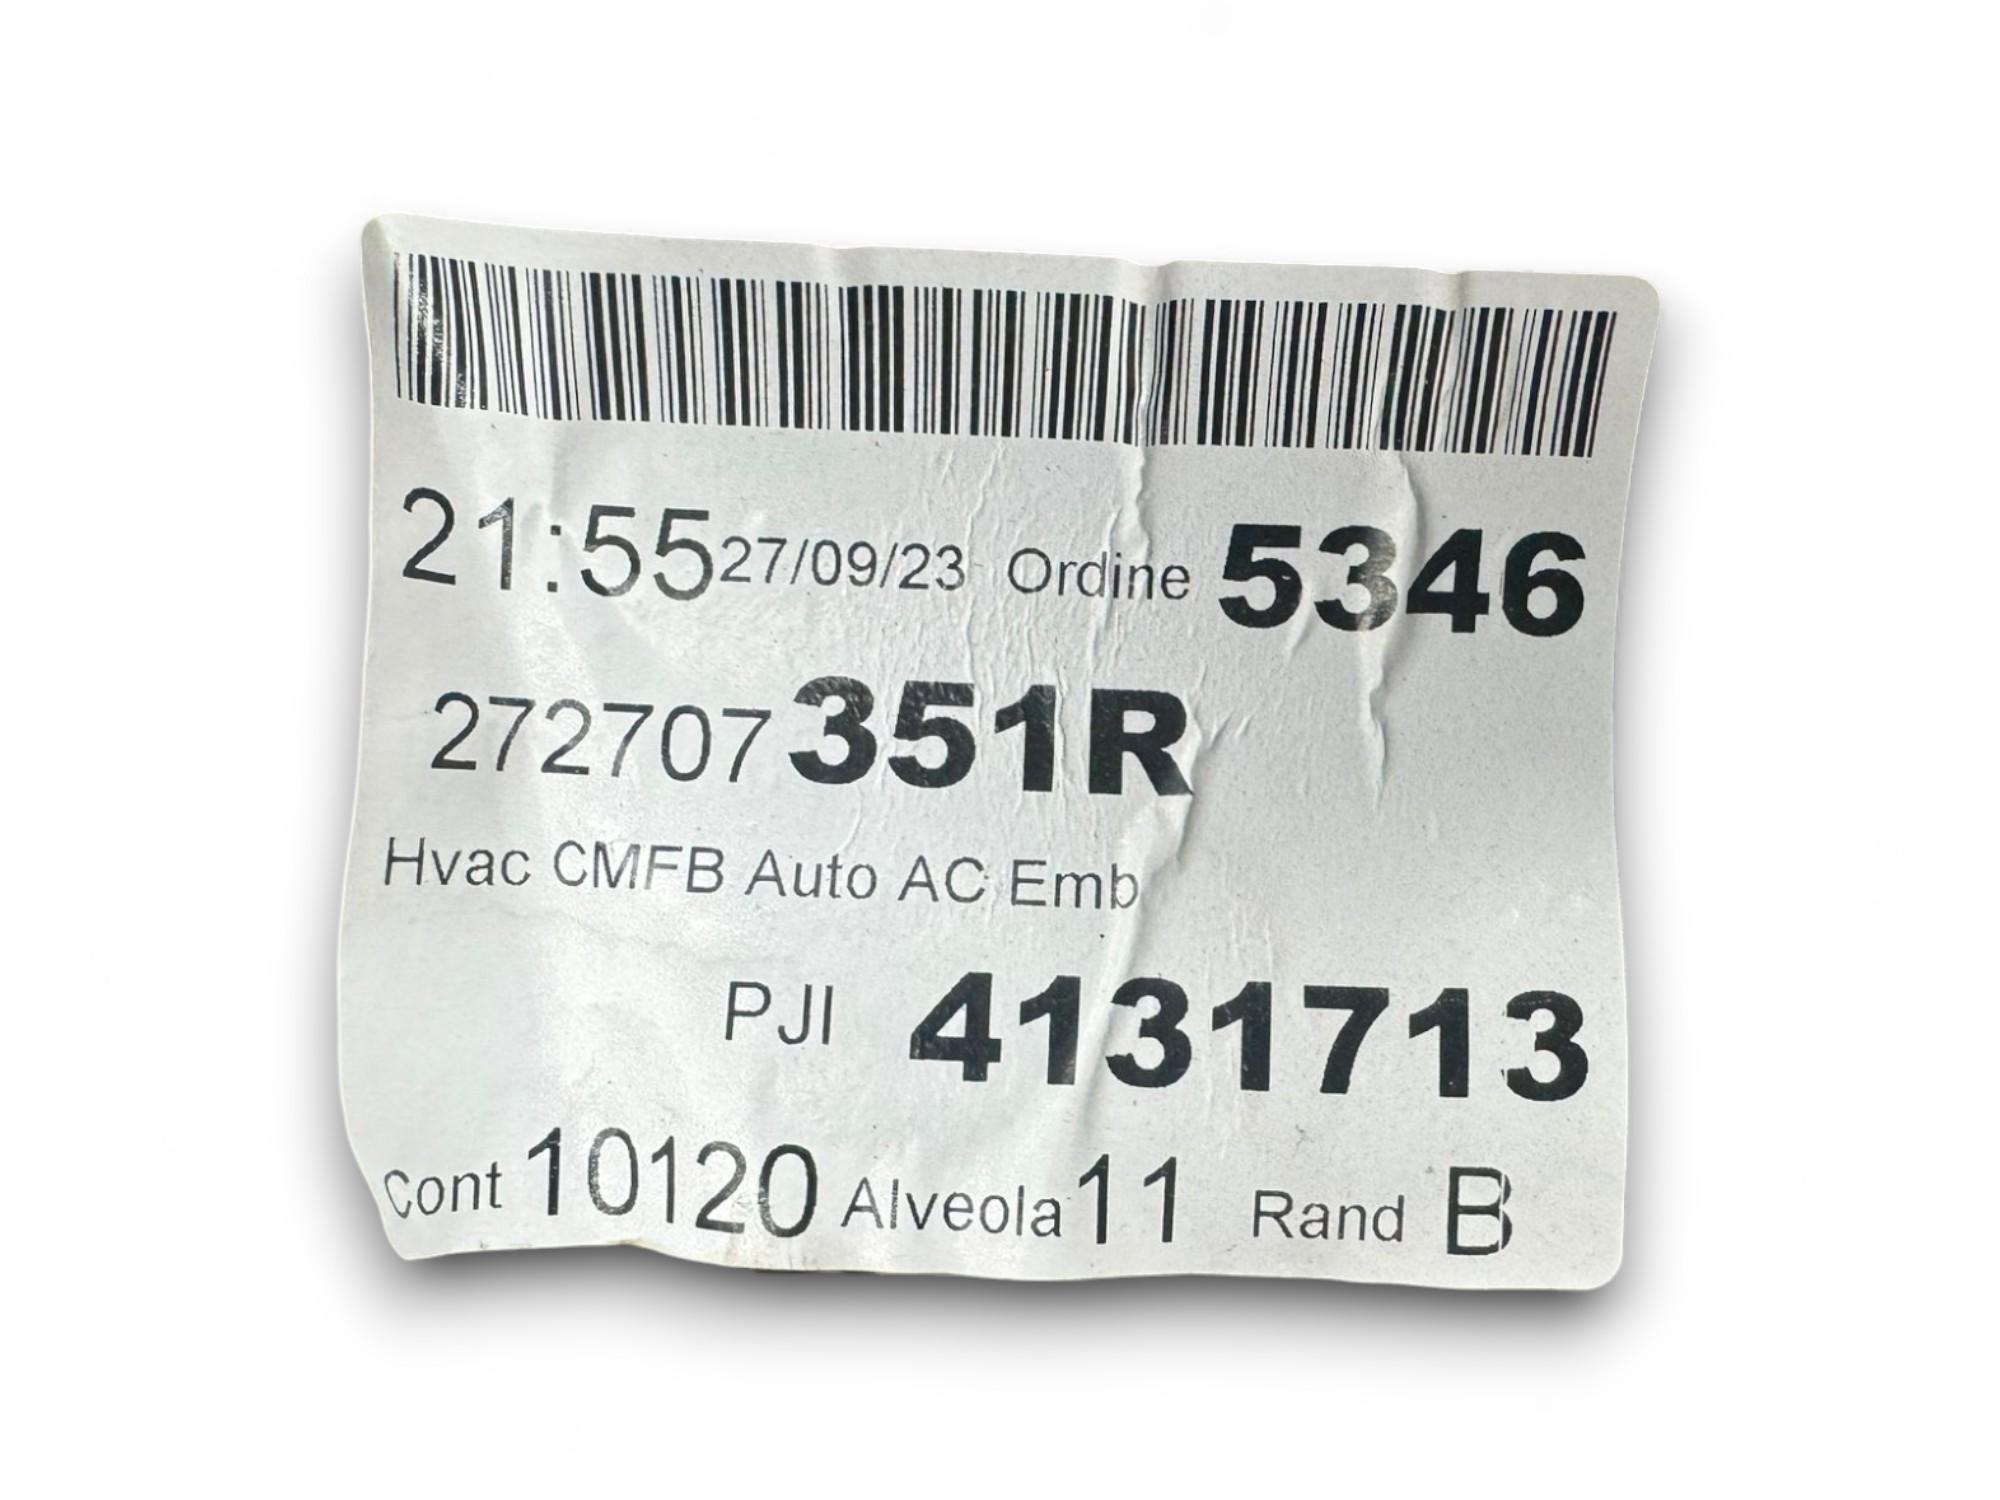 21:55 27/09/23 Ordine 5346
272707 351R
Hvac CMFB Auto AC Emb
PJI 4131713
Cont 10120 Alveola 11 Rand B